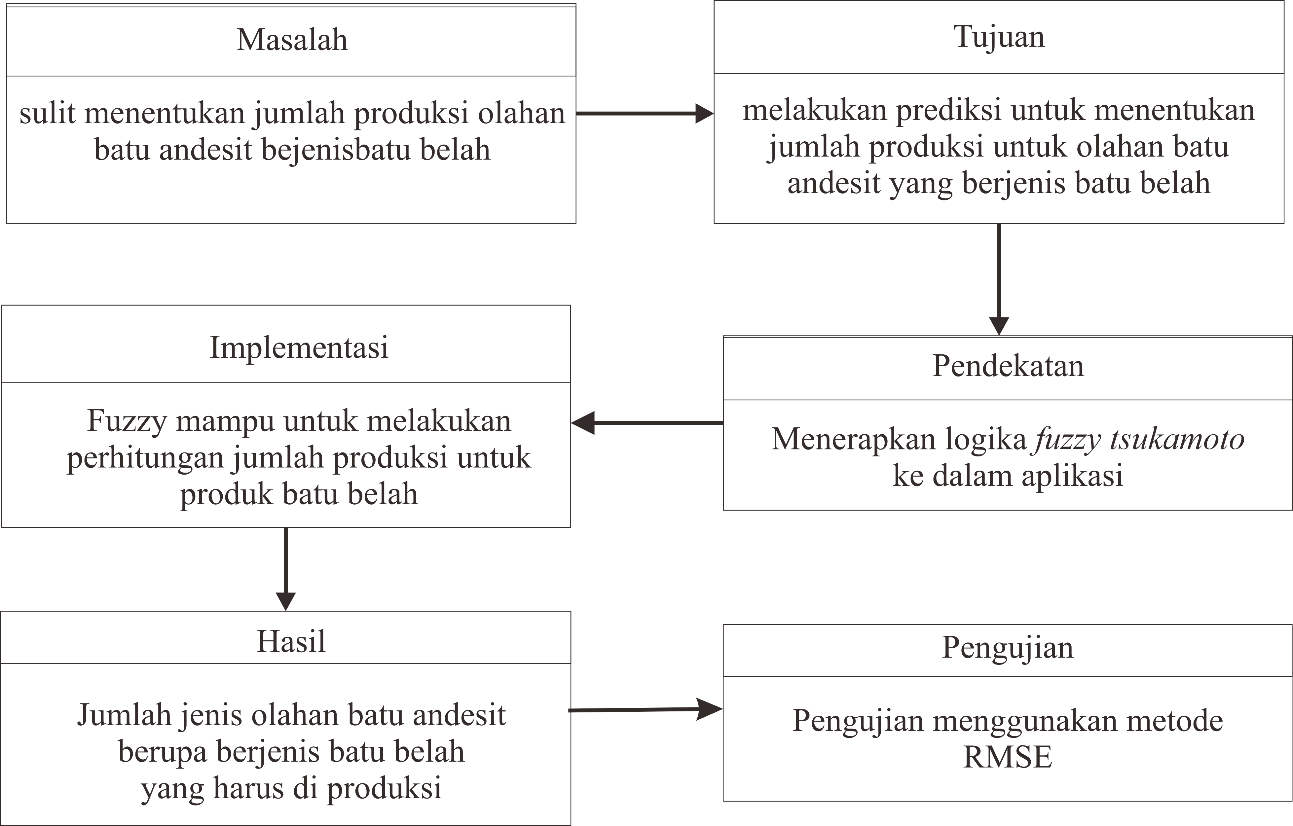 Masalah
sulit menentukan jumlah produksi olahan
batu andesit bejenisbatu belah
Tujuan
melakukan prediksi untuk menentukan
jumlah produksi untuk olahan batu
andesit yang berjenis batu belah
Pendekatan
Menerapkan logika fuzzy tsukamoto
ke dalam aplikasi
Implementasi
Fuzzy mampu untuk melakukan
perhitungan jumlah produksi untuk
produk batu belah
Hasil
Jumlah jenis olahan batu andesit
berupa berjenis batu belah
yang harus di produksi
Pengujian
Pengujian menggunakan metode
RMSE